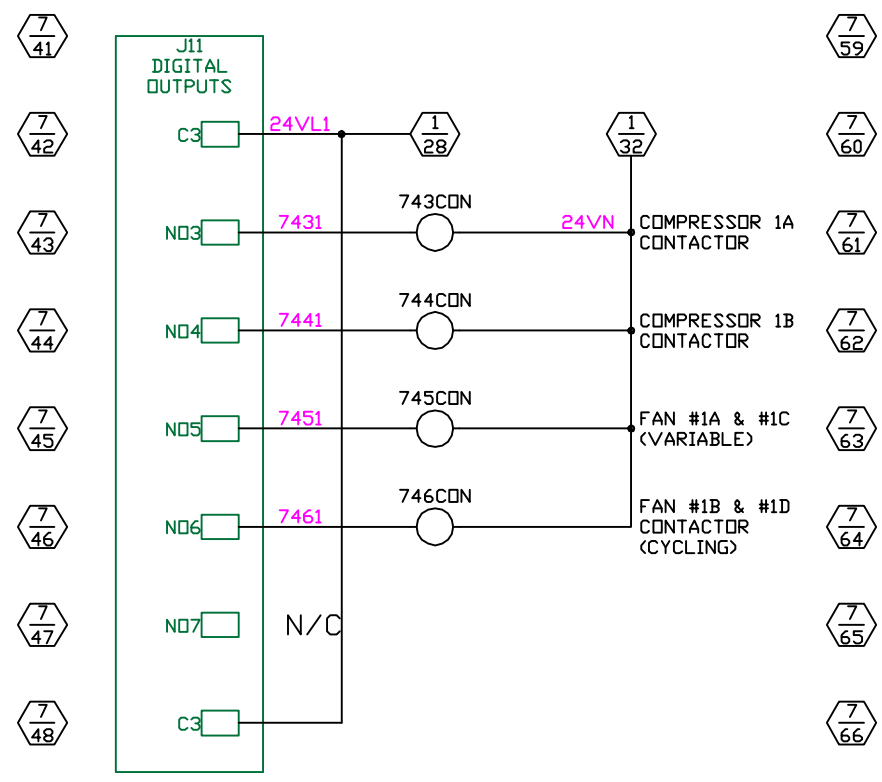 7
41
7
59
J11
DIGITAL
OUTPUTS
7
42
C3
24VL1
1
28
1
32
7
60
7
43
NO3
7431
743CON
24VN
COMPRESSOR 1A
CONTACTOR
7
61
7
44
NO4
7441
744CON
COMPRESSOR 1B
CONTACTOR
7
62
7
45
NO5
7451
745CON
FAN #1A & #1C
(VARIABLE)
7
63
7
46
NO6
7461
746CON
FAN #1B & #1D
CONTACTOR
(CYCLING)
7
64
7
47
NO7
N/C
7
65
7
48
C3
7
66